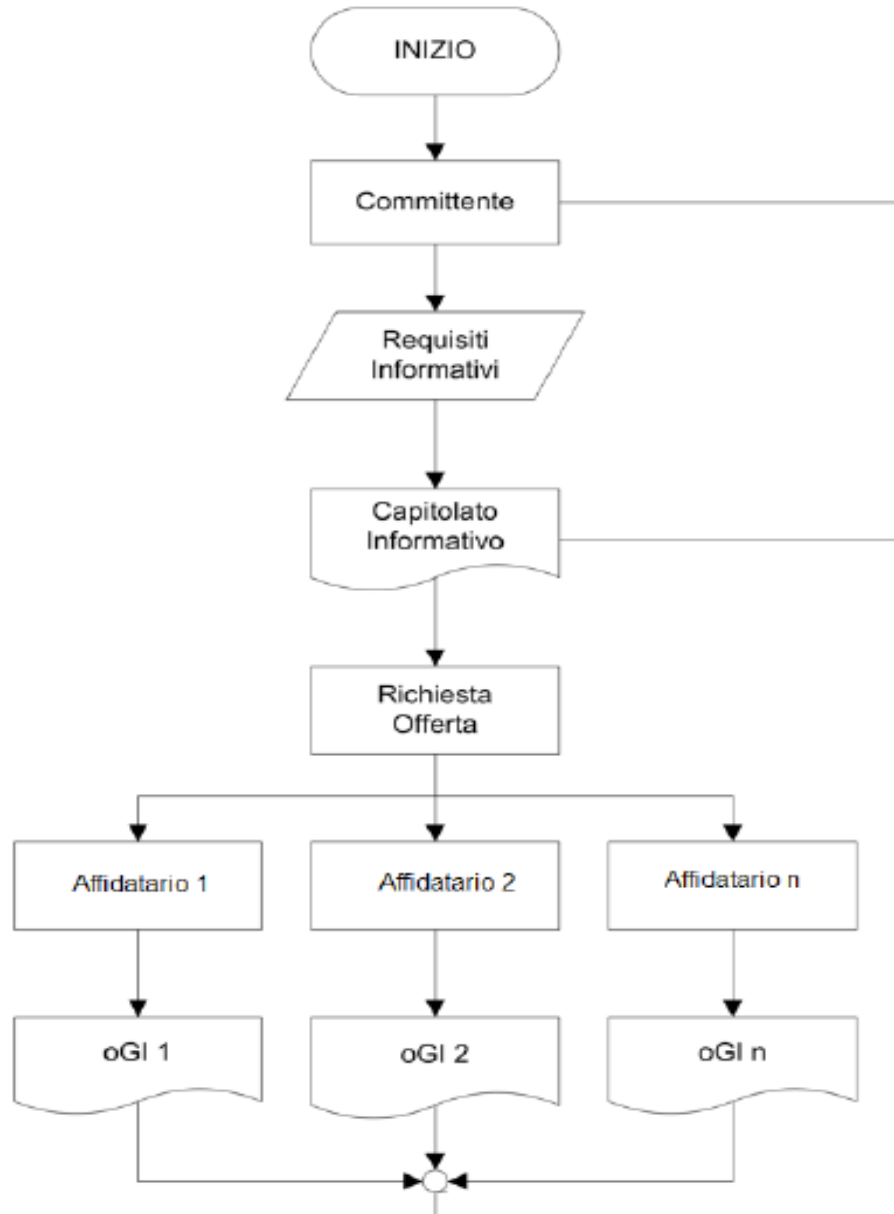 INIZIO
Committente
Requisiti
Informativi
Capitolato
Informativo
Richiesta
Offerta
Affidatario 1
Affidatario 2
Affidatario n
oGI 1
oGI 2
oGI n